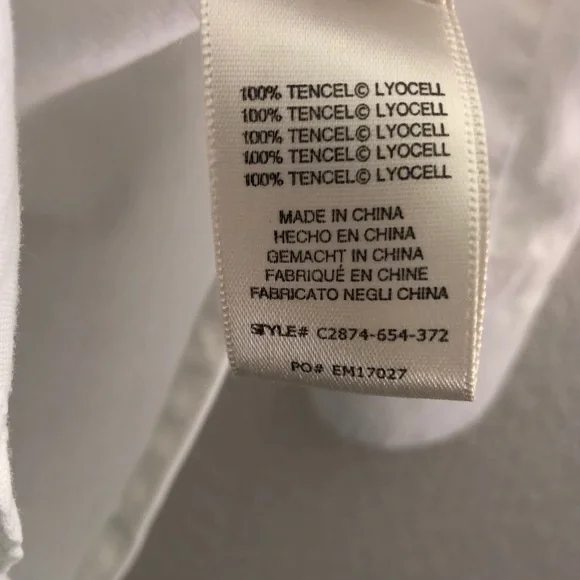 100% TENCEL© LYOCELL
100% TENCEL© LYOCELL
100% TENCEL© LYOCELL
100% TENCEL© LYOCELL
100% TENCEL© LYOCELL
MADE IN CHINA
HECHO EN CHINA
GEMACHT IN CHINA
FABRIQUÉ EN CHINE
FABRICATO NEGLI CHINA
STYLE# C2874-654-372
PO# EM17027